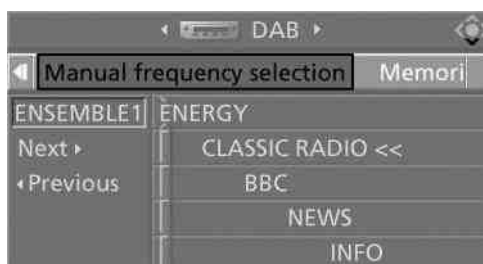 DAB
Manual frequency selection Memori
ENSEMBLE1 ENERGY
Next CLASSIC RADIO <<
Previous BBC
NEWS
INFO